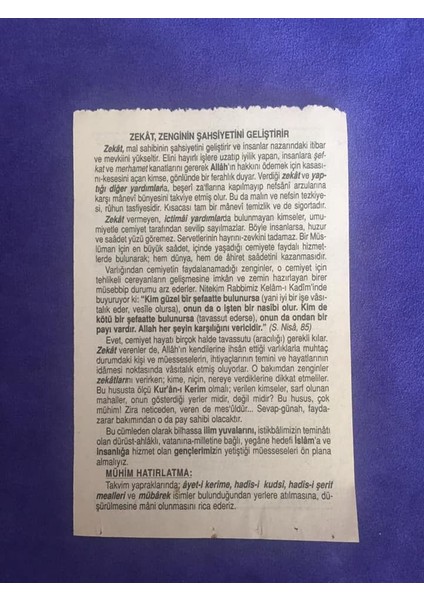 ZEKÂT, ZENGİNİN ŞAHSİYETİNİ GELİŞTİRİR
Zekât, mal sahibinin şahsiyetini geliştirir ve insanlar nazarındaki itibar
ve mevkiini yükseltir. Elini hayırlı işlere uzatıp iyilik yapan, insanlara şef-
kat ve merhamet kanatlarını gererek Allâh'ın hakkını ödemek için kasası-
nı-kesesini açan kimse, gönlünde bir ferahlık duyar. Verdiği zekât ve yap-
tığı diğer yardımlarla, beşerî za'flarına kapılmayıp nefsânî arzularına
karşı mânevî bir zırh temin etmiş olur. Bu da malın ve nefsin tezkiye-
si, rûhun tasfiyesidir. Kısacası tam bir mânevî temizlik ve de sigortadır.
Zekât vermeyen, ictimâî yardımlarda bulunmayan kimseler, umu-
miyetle cemiyet tarafından sevilip sayılmazlar. Böyle insanlarsa, huzur
ve saâdet yüzü göremez. Servetlerinin hayrını-zevkini tadamaz. Bir Müs-
lüman için en büyük saâdet, içinde yaşadığı cemiyete faydalı hizmet-
lerde bulunarak; hem dünya, hem de âhiret saâdetini kazanmasıdır.
Varlığından cemiyetin faydalanamadığı zenginler, o cemiyet için
tehlikeli cereyanların gelişmesine imkân ve zemin hazırlayan birer
müsebbip durumu arz ederler. Nitekim Rabbimiz Kelâm-ı Kadîm'inde
buyuruyor ki: "Kim güzel bir şefaatte bulunursa (yani iyi bir işe vâsı-
talık eder, vesîle olursa), onun da o işten bir nasîbi olur. Kim de
kötü bir şefaatte bulunursa (tavassut ederse), onun da ondan bir
payı vardır. Allah her şeyin karşılığını vericidir." (S. Nisâ, 85)
Evet, cemiyet hayatı birçok halde tavassutu (aracılığı) gerekli kılar.
Zekât verenler de, Allâh'ın kendilerine ihsân ettiği varlıklarla muhtaç
durumdaki kişi ve müesseselerin, ihtiyaçlarının temini ve hayatlarının
idâmesi noktasında vâsıtalık etmiş oluyorlar. O bakımdan zenginler
zekâtlarını verirken; kime, niçin, nereye verdiklerine dikkat etmeliler.
Bu hususta ölçü Kur'ân-ı Kerim olmalı; verilen kimseler, sarf olunan
mahaller, onun gösterdiği yerler midir, değil midir? Bu husus, çok
mühim! Zira neticeden, veren de mes'ûldür... Sevap-günah, fayda-
zarar bakımından o da pay sahibi olacaktır.
Bu cümleden olarak bilhassa ilim yuvalarını, istikbâlimizin teminâtı
olan dürüst-ahlâklı, vatanına-milletine bağlı, yegâne hedefi İslâm'a ve
insanlığa hizmet olan gençlerimizin yetiştiği müesseseleri ön plana
almalıyız.
MÜHİM HATIRLATMA:
Takvim yapraklarında; âyet-i kerime, hadis-i kudsi, hadis-i şerif
mealleri ve mübârek isimler bulunduğundan yerlere atılmasına, dü-
şürülmesine mâni olunmasını rica ederiz.